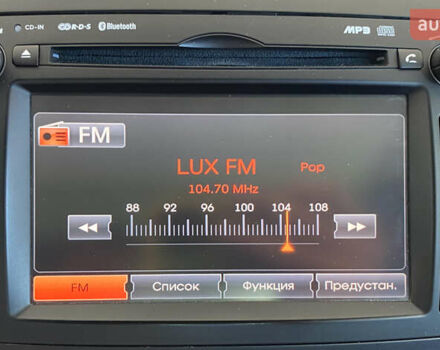 CD-IN R·D·S Bluetooth MP3
au
FM
LUX FM Pop
104.70 MHz
88 92 96 100 104 108
FM Список Функция Предустан.